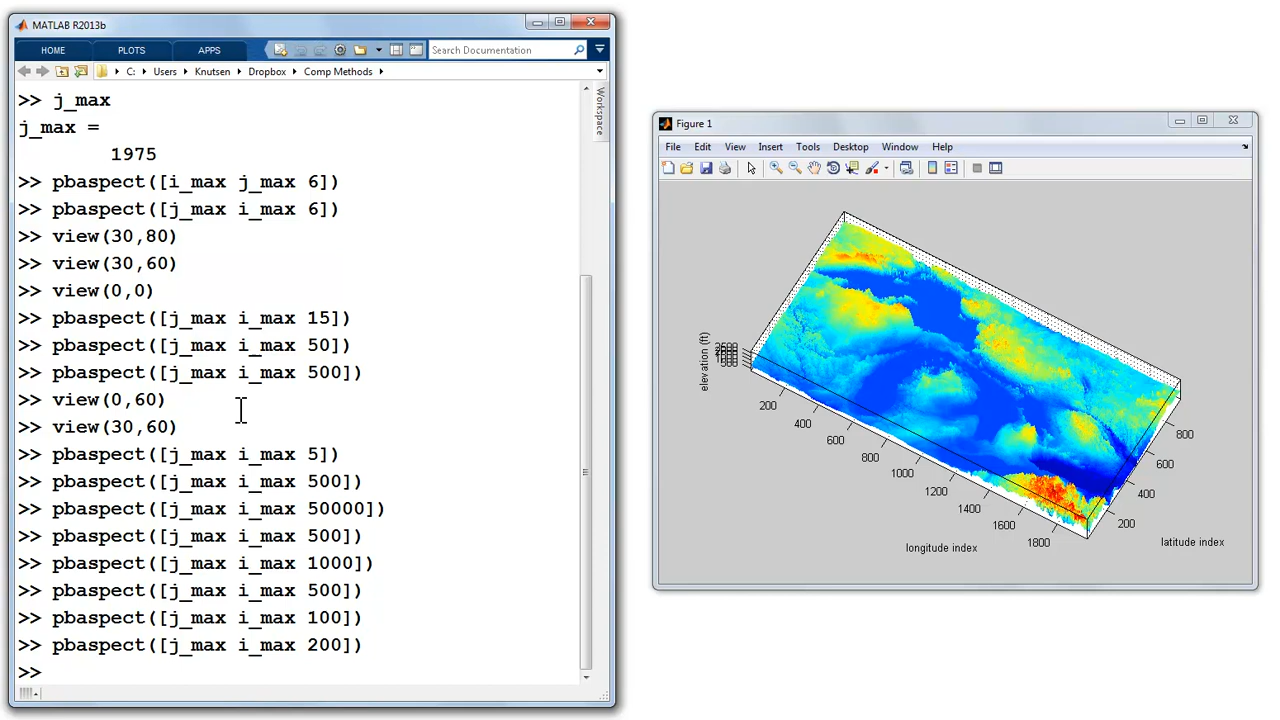 MATLAB R2013b
HOME PLOTS APPS Search Documentation
C: Users Knutsen Dropbox Comp Methods
Workspace
>> j_max
j_max =
1975
>> pbaspect([i_max j_max 6])
>> pbaspect([j_max i_max 6])
>> view(30,80)
>> view(30,60)
>> view(0,0)
>> pbaspect([j_max i_max 15])
>> pbaspect([j_max i_max 50])
>> pbaspect([j_max i_max 500])
>> view(0,60)
>> view(30,60)
>> pbaspect([j_max i_max 5])
>> pbaspect([j_max i_max 500])
>> pbaspect([j_max i_max 50000])
>> pbaspect([j_max i_max 500])
>> pbaspect([j_max i_max 1000])
>> pbaspect([j_max i_max 500])
>> pbaspect([j_max i_max 100])
>> pbaspect([j_max i_max 200])
>>
Figure 1
File Edit View Insert Tools Desktop Window Help
elevation (ft)
500
200
400
600
800
1000
1200
1400
1600
1800
longitude index
200
400
600
800
latitude index